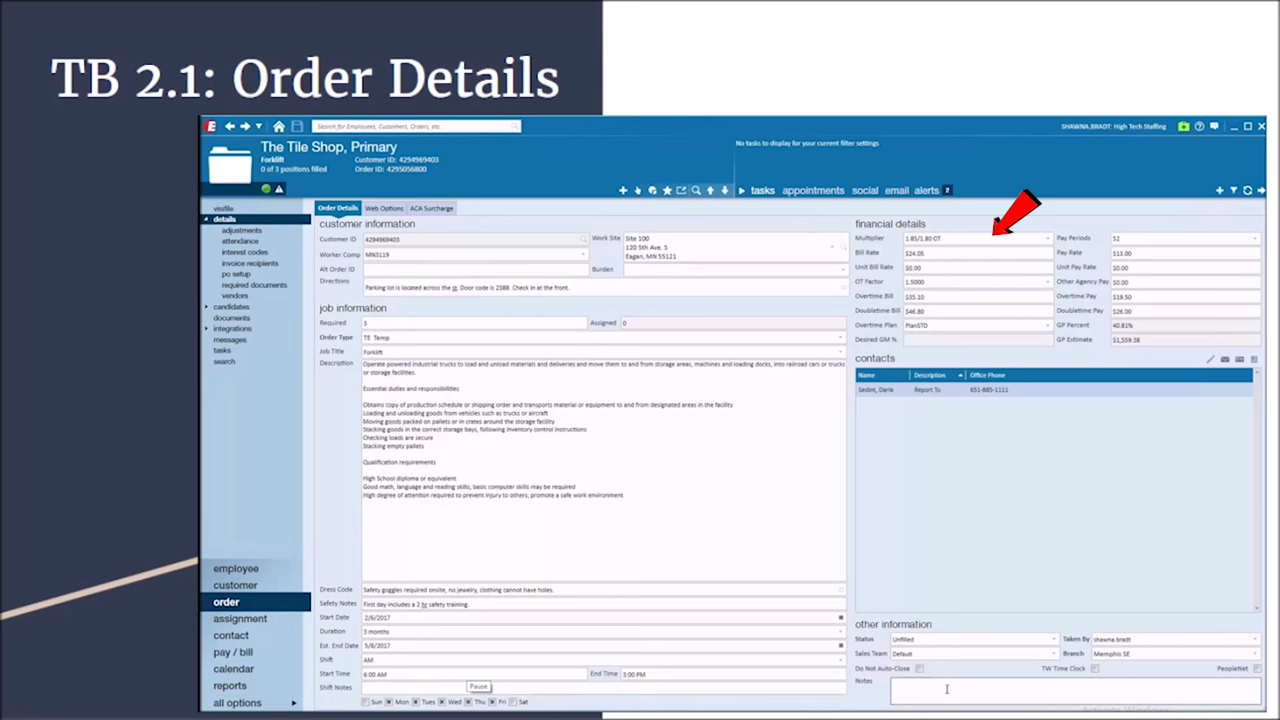 TB 2.1: Order Details
Search for Employees, Customers, Orders, etc.
SHAWNA.BRADT: High Tech Staffing
The Tile Shop, Primary
Forklift
Customer ID: 4294969403
0 of 3 positions filled
Order ID: 4295056800
No tasks to display for your current filter settings
tasks appointments social email alerts 2
visifile
details
adjustments
attendance
interest codes
invoice recipients
po setup
required documents
vendors
candidates
documents
integrations
messages
tasks
search
employee
customer
order
assignment
contact
pay / bill
calendar
reports
all options
Order Details Web Options ACA Surcharge
customer information
Customer ID 4294969403
Work Site Site 100
120 5th Ave. S
Eagan, MN 55121
Worker Comp MN3119
Alt Order ID
Burden
Directions Parking lot is located across the st. Door code is 2388. Check in at the front.
job information
Required 3 Assigned 0
Order Type TE Temp
Job Title Forklift
Description Operate powered industrial trucks to load and unload materials and deliveries and move them to and from storage areas, machines and loading docks, into railroad cars or trucks
or storage facilities.
Essential duties and responsibilities
Obtains copy of production schedule or shipping order and transports material or equipment to and from designated areas in the facility
Loading and unloading goods from vehicles such as trucks or aircraft
Moving goods packed on pallets or in crates around the storage facility
Stacking goods in the correct storage bays, following inventory control instructions
Checking loads are secure
Stacking empty pallets
Qualification requirements
High School diploma or equivalent
Good math, language and reading skills, basic computer skills may be required
High degree of attention required to prevent injury to others; promote a safe work environment
Dress Code Safety goggles required onsite, no jewelry, clothing cannot have holes.
Safety Notes First day includes a 2 hr safety training.
Start Date 2/6/2017
Duration 3 months
Est. End Date 5/8/2017
Shift AM
Start Time 6:00 AM End Time 3:00 PM
Shift Notes
Pause
Sun Mon Tues Wed Thu Fri Sat
financial details
Multiplier 1.85/1.80 OT Pay Periods 52
Bill Rate $24.05 Pay Rate $13.00
Unit Bill Rate $0.00 Unit Pay Rate $0.00
OT Factor 1.5000 Other Agency Pay $0.00
Overtime Bill $35.10 Overtime Pay $19.50
Doubletime Bill $46.80 Doubletime Pay $26.00
Overtime Plan PlanSTD GP Percent 40.81%
Desired GM % GP Estimate $1,559.38
contacts
Name Description Office Phone
Sedins, Darla Report To 651-885-1111
other information
Status Unfilled Taken By shawna.bradt
Sales Team Default Branch Memphis SE
Do Not Auto-Close TW Time Clock PeopleNet
Notes